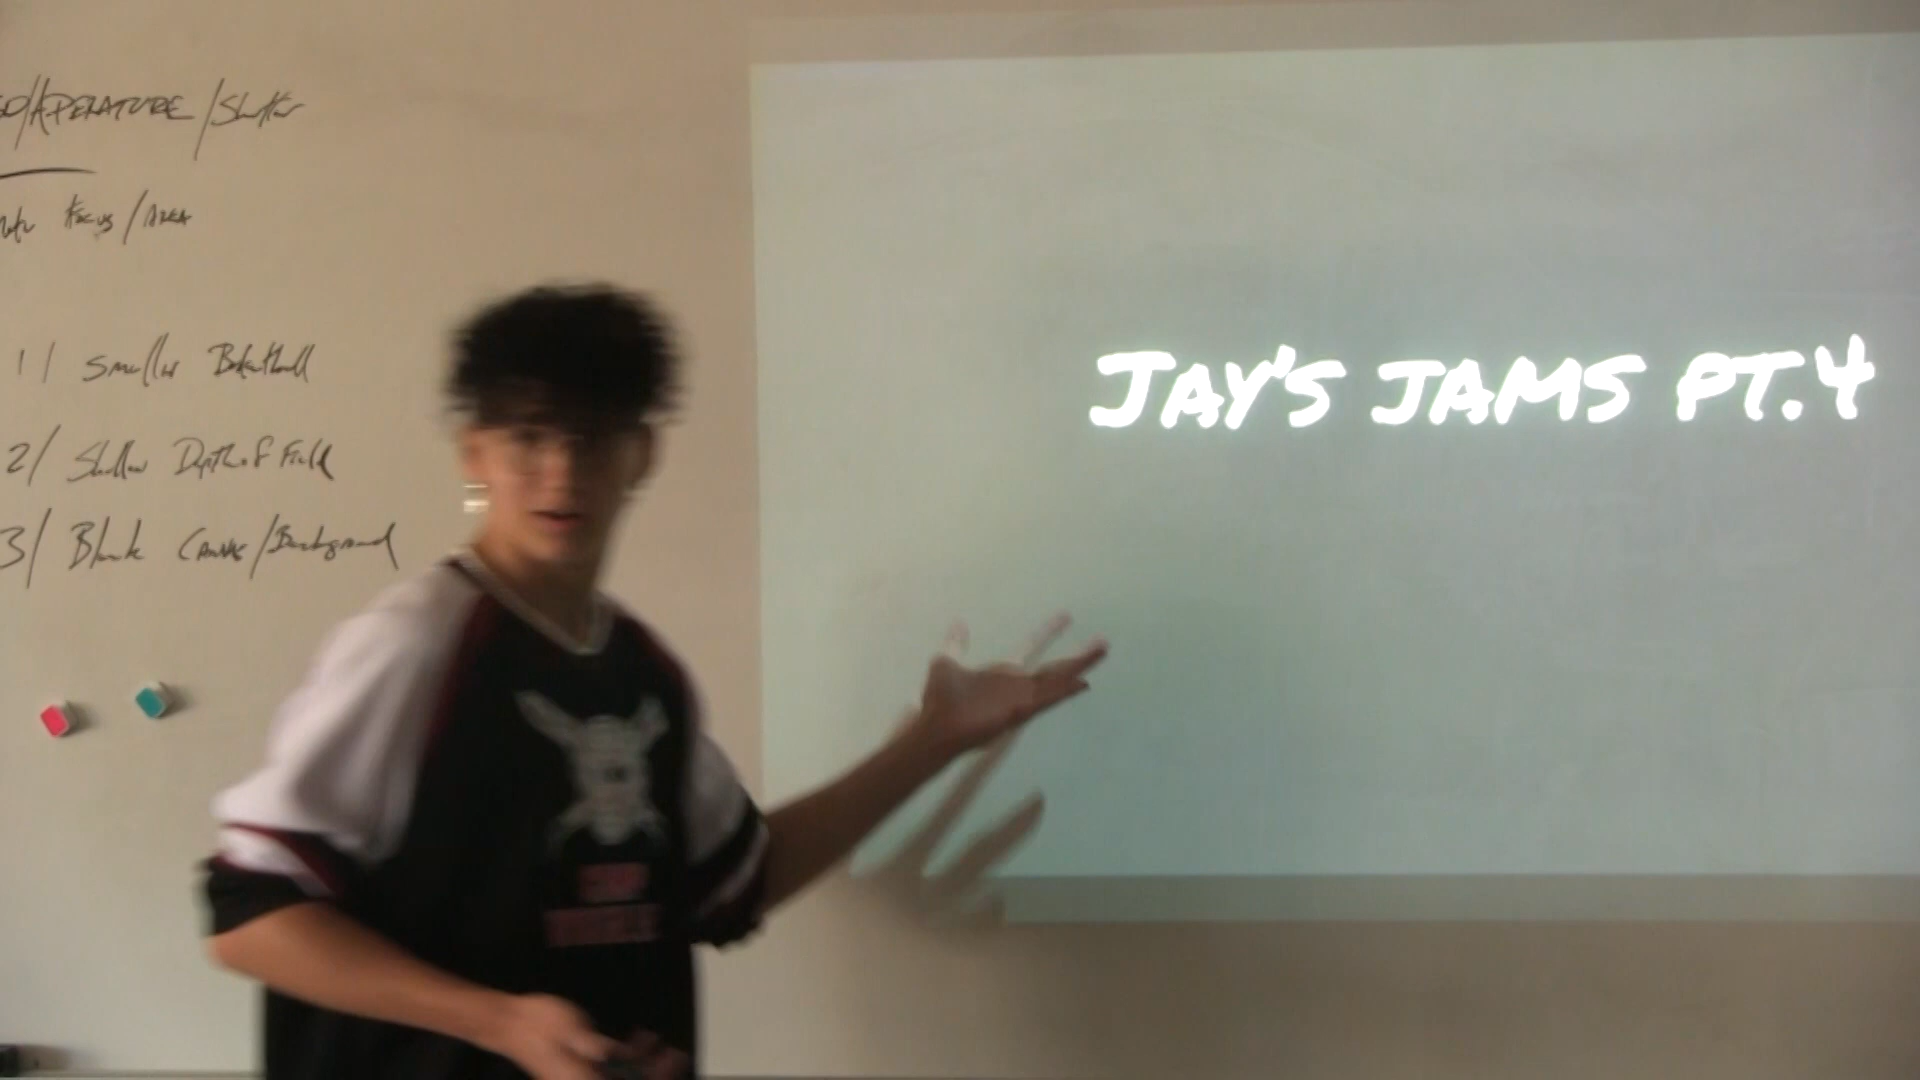 /APERATURE/Shutter
Focus/AREA
1/ Smaller Basketball
2/ Shallow Depth of Field
3/ Blank CANVAS/Background
JAY'S JAMS PT.4